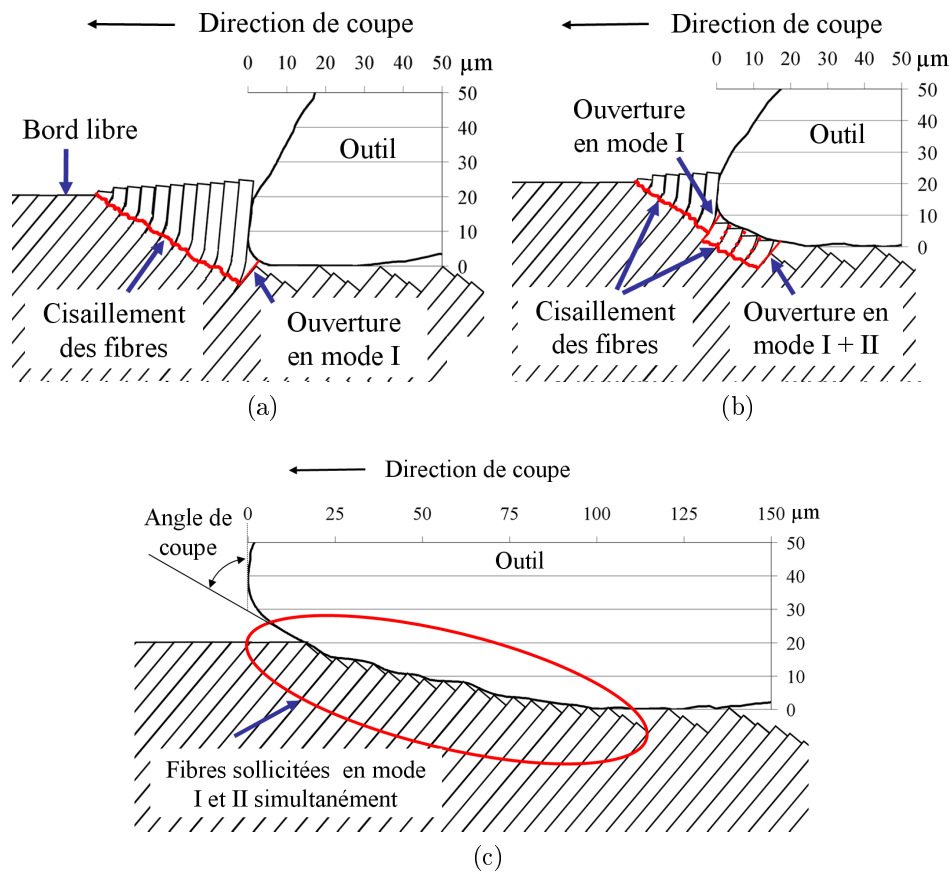 Direction de coupe
0 10 20 30 40 50 µm
50
40
30
20
10
0
Bord libre
Outil
Cisaillement
des fibres
Ouverture
en mode I
(a)
Direction de coupe
0 10 20 30 40 50 µm
50
40
30
20
10
0
Ouverture
en mode I
Outil
Cisaillement
des fibres
Ouverture en
mode I + II
(b)
Direction de coupe
0 25 50 75 100 125 150 µm
50
40
30
20
10
0
Angle de
coupe
Outil
Fibres sollicitées en mode
I et II simultanément
(c)